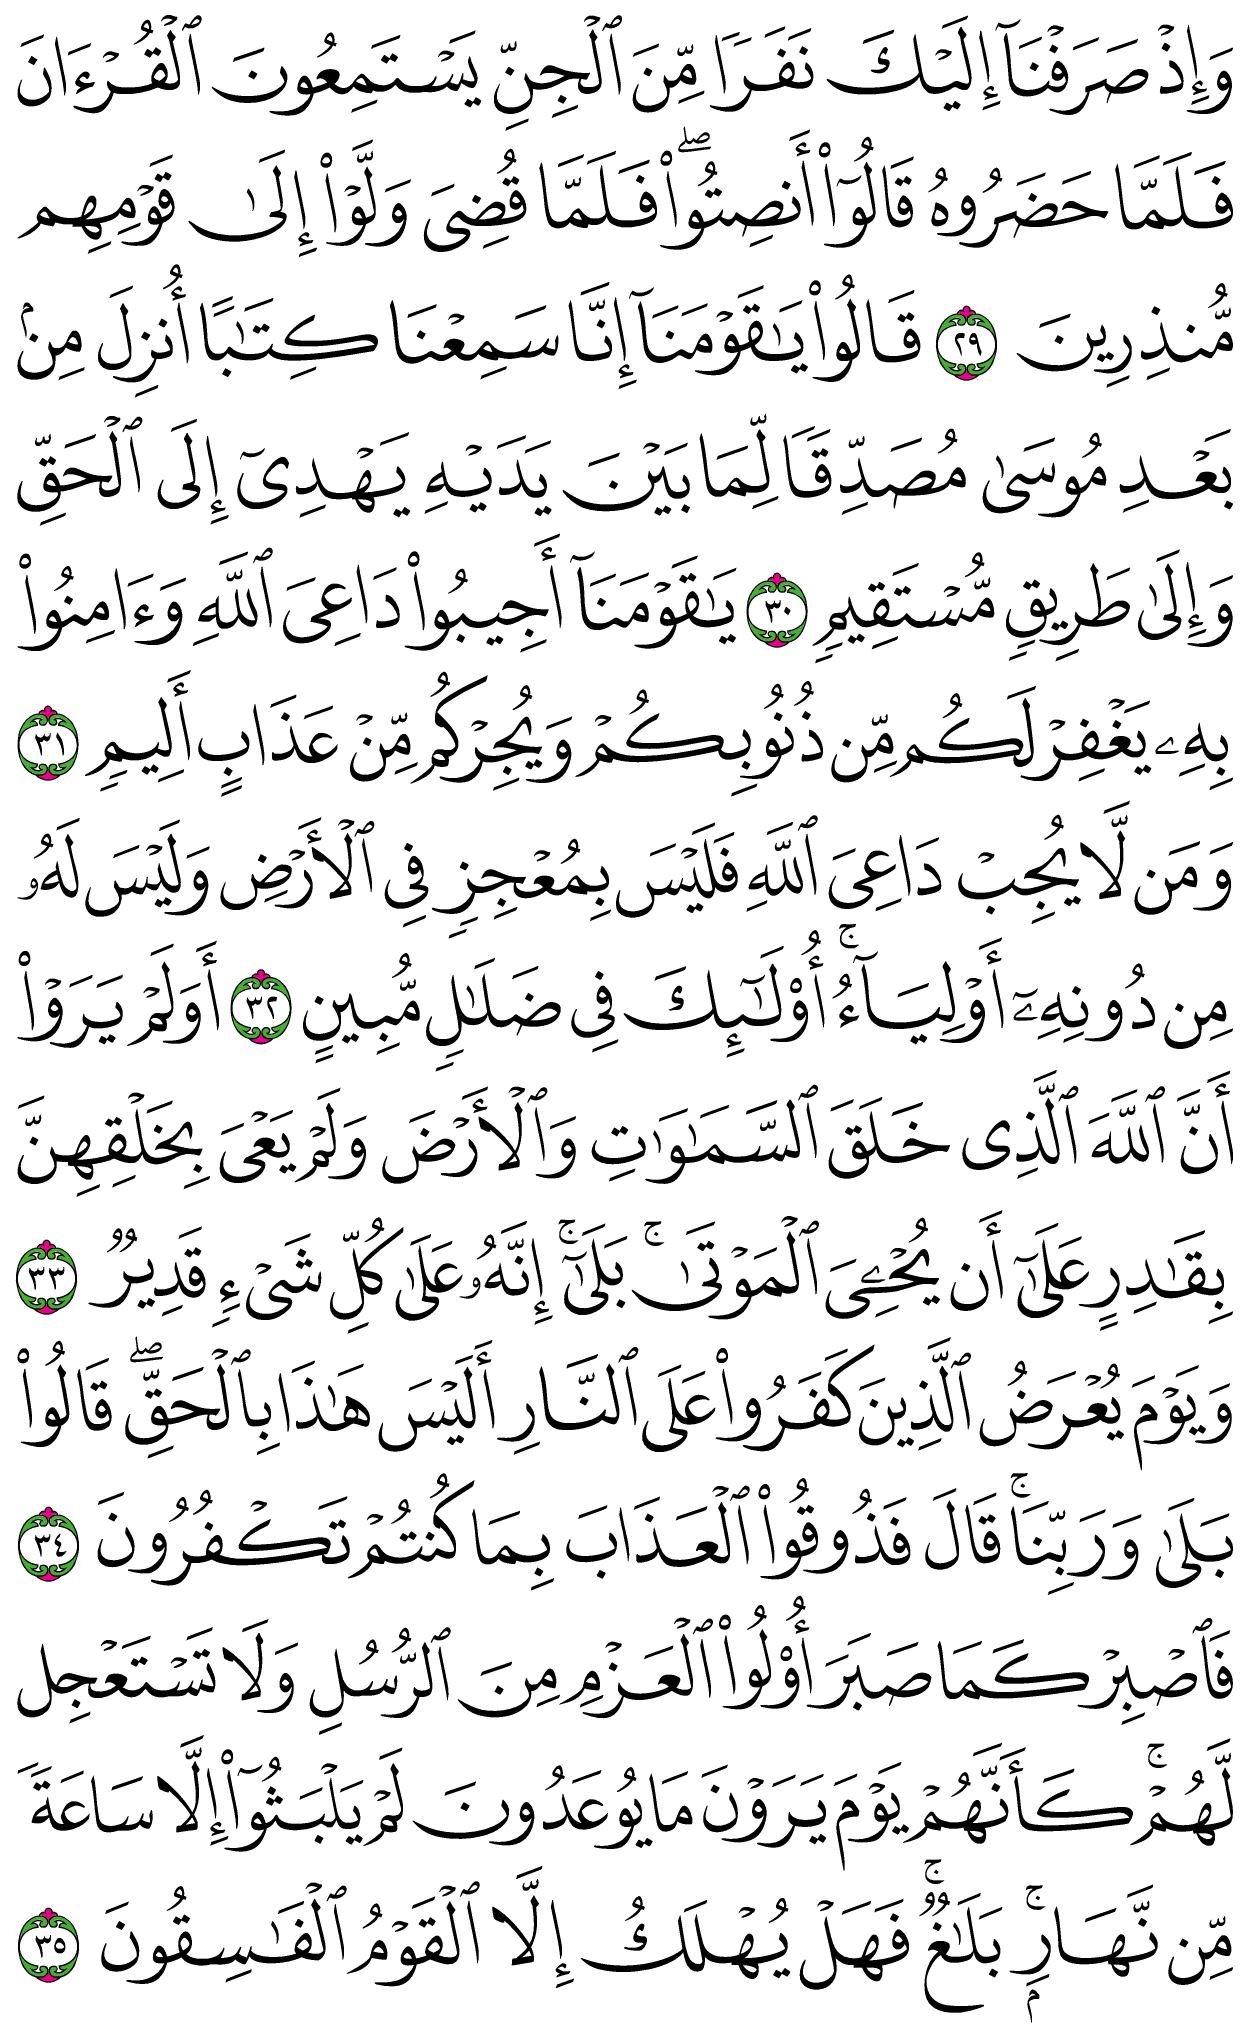 وَإِذۡ صَرَفۡنَآ إِلَيۡكَ نَفَرٗا مِّنَ ٱلۡجِنِّ يَسۡتَمِعُونَ ٱلۡقُرۡءَانَ
فَلَمَّا حَضَرُوهُ قَالُوٓاْ أَنصِتُواْۖ فَلَمَّا قُضِيَ وَلَّوۡاْ إِلَىٰ قَوۡمِهِم
مُّنذِرِينَ ٢٩ قَالُواْ يَٰقَوۡمَنَآ إِنَّا سَمِعۡنَا كِتَٰبًا أُنزِلَ مِنۢ
بَعۡدِ مُوسَىٰ مُصَدِّقٗا لِّمَا بَيۡنَ يَدَيۡهِ يَهۡدِيٓ إِلَى ٱلۡحَقِّ
وَإِلَىٰ طَرِيقٖ مُّسۡتَقِيمٖ ٣٠ يَٰقَوۡمَنَآ أَجِيبُواْ دَاعِيَ ٱللَّهِ وَءَامِنُواْ
بِهِۦ يَغۡفِرۡ لَكُم مِّن ذُنُوبِكُمۡ وَيُجِرۡكُم مِّنۡ عَذَابٍ أَلِيمٖ ٣١
وَمَن لَّا يُجِبۡ دَاعِيَ ٱللَّهِ فَلَيۡسَ بِمُعۡجِزٖ فِي ٱلۡأَرۡضِ وَلَيۡسَ لَهُۥ
مِن دُونِهِۦٓ أَوۡلِيَآءُۚ أُوْلَٰٓئِكَ فِي ضَلَٰلٖ مُّبِينٍ ٣٢ أَوَلَمۡ يَرَوۡاْ
أَنَّ ٱللَّهَ ٱلَّذِي خَلَقَ ٱلسَّمَٰوَٰتِ وَٱلۡأَرۡضَ وَلَمۡ يَعۡيَ بِخَلۡقِهِنَّ
بِقَٰدِرٍ عَلَىٰٓ أَن يُحۡـِۧيَ ٱلۡمَوۡتَىٰۚ بَلَىٰٓۚ إِنَّهُۥ عَلَىٰ كُلِّ شَيۡءٖ قَدِيرٞ ٣٣
وَيَوۡمَ يُعۡرَضُ ٱلَّذِينَ كَفَرُواْ عَلَى ٱلنَّارِ أَلَيۡسَ هَٰذَا بِٱلۡحَقِّۖ قَالُواْ
بَلَىٰ وَرَبِّنَاۚ قَالَ فَذُوقُواْ ٱلۡعَذَابَ بِمَا كُنتُمۡ تَكۡفُرُونَ ٣٤
فَٱصۡبِرۡ كَمَا صَبَرَ أُوْلُواْ ٱلۡعَزۡمِ مِنَ ٱلرُّسُلِ وَلَا تَسۡتَعۡجِل
لَّهُمۡۚ كَأَنَّهُمۡ يَوۡمَ يَرَوۡنَ مَا يُوعَدُونَ لَمۡ يَلۡبَثُوٓاْ إِلَّا سَاعَةٗ
مِّن نَّهَارِۭۚ بَلَٰغٞۚ فَهَلۡ يُهۡلَكُ إِلَّا ٱلۡقَوۡمُ ٱلۡفَٰسِقُونَ ٣٥